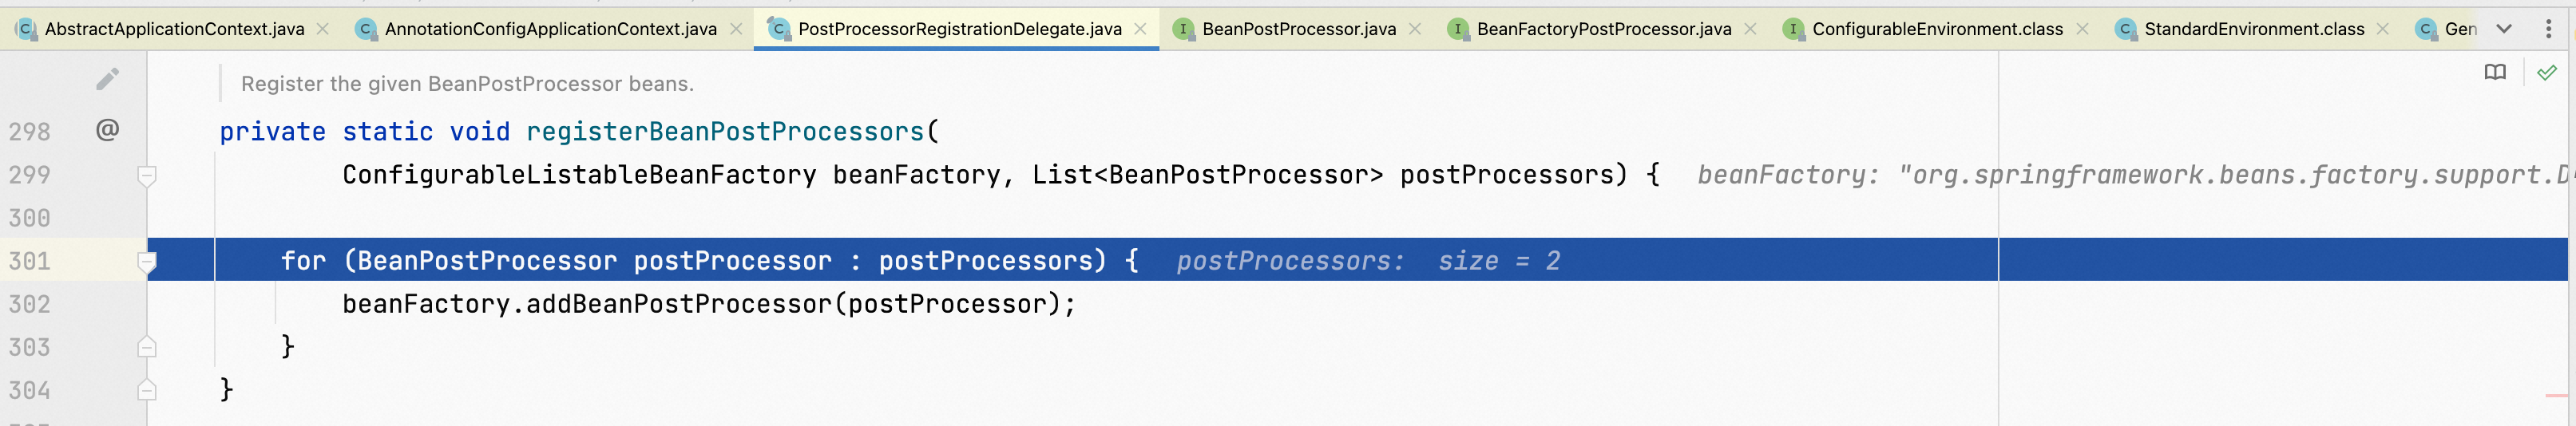 AbstractApplicationContext.java AnnotationConfigApplicationContext.java PostProcessorRegistrationDelegate.java BeanPostProcessor.java BeanFactoryPostProcessor.java ConfigurableEnvironment.class StandardEnvironment.class Gen
Register the given BeanPostProcessor beans.
298 @ private static void registerBeanPostProcessors(
299 ConfigurableListableBeanFactory beanFactory, List<BeanPostProcessor> postProcessors) { beanFactory: "org.springframework.beans.factory.support.D
300
301 for (BeanPostProcessor postProcessor : postProcessors) { postProcessors: size = 2
302 beanFactory.addBeanPostProcessor(postProcessor);
303 }
304 }